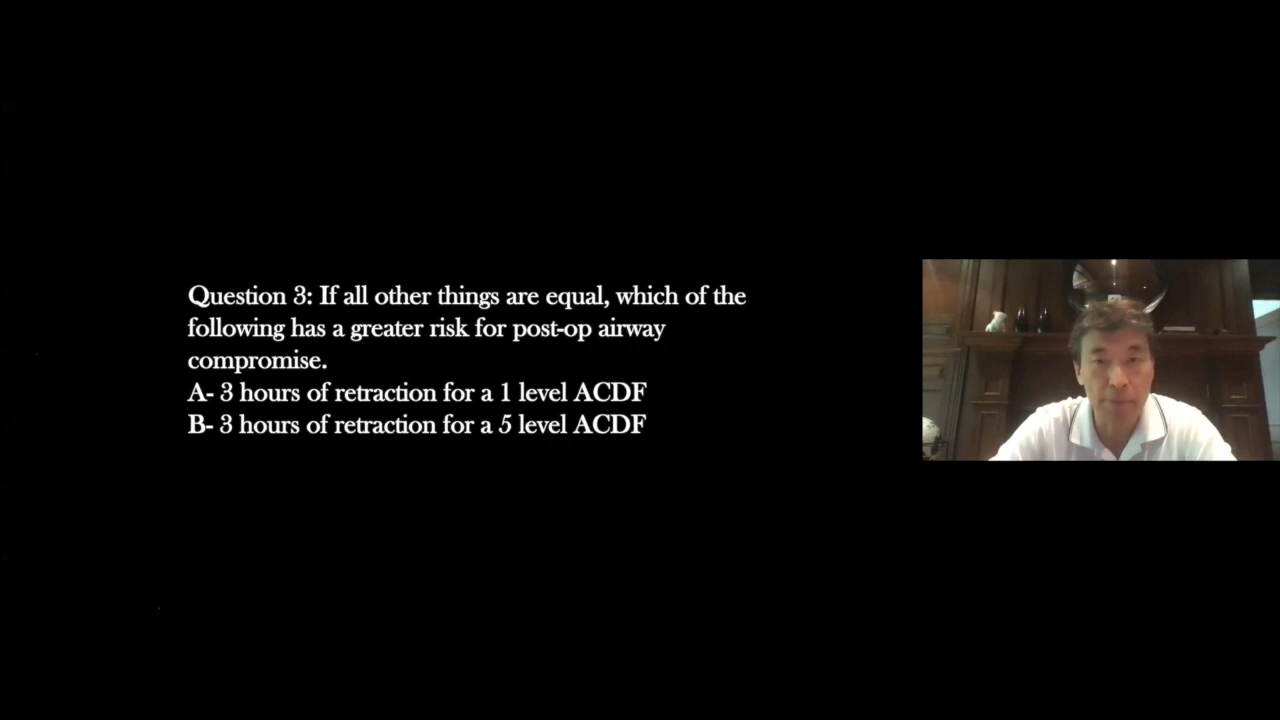 Question 3: If all other things are equal, which of the
following has a greater risk for post-op airway
compromise.
A- 3 hours of retraction for a 1 level ACDF
B- 3 hours of retraction for a 5 level ACDF